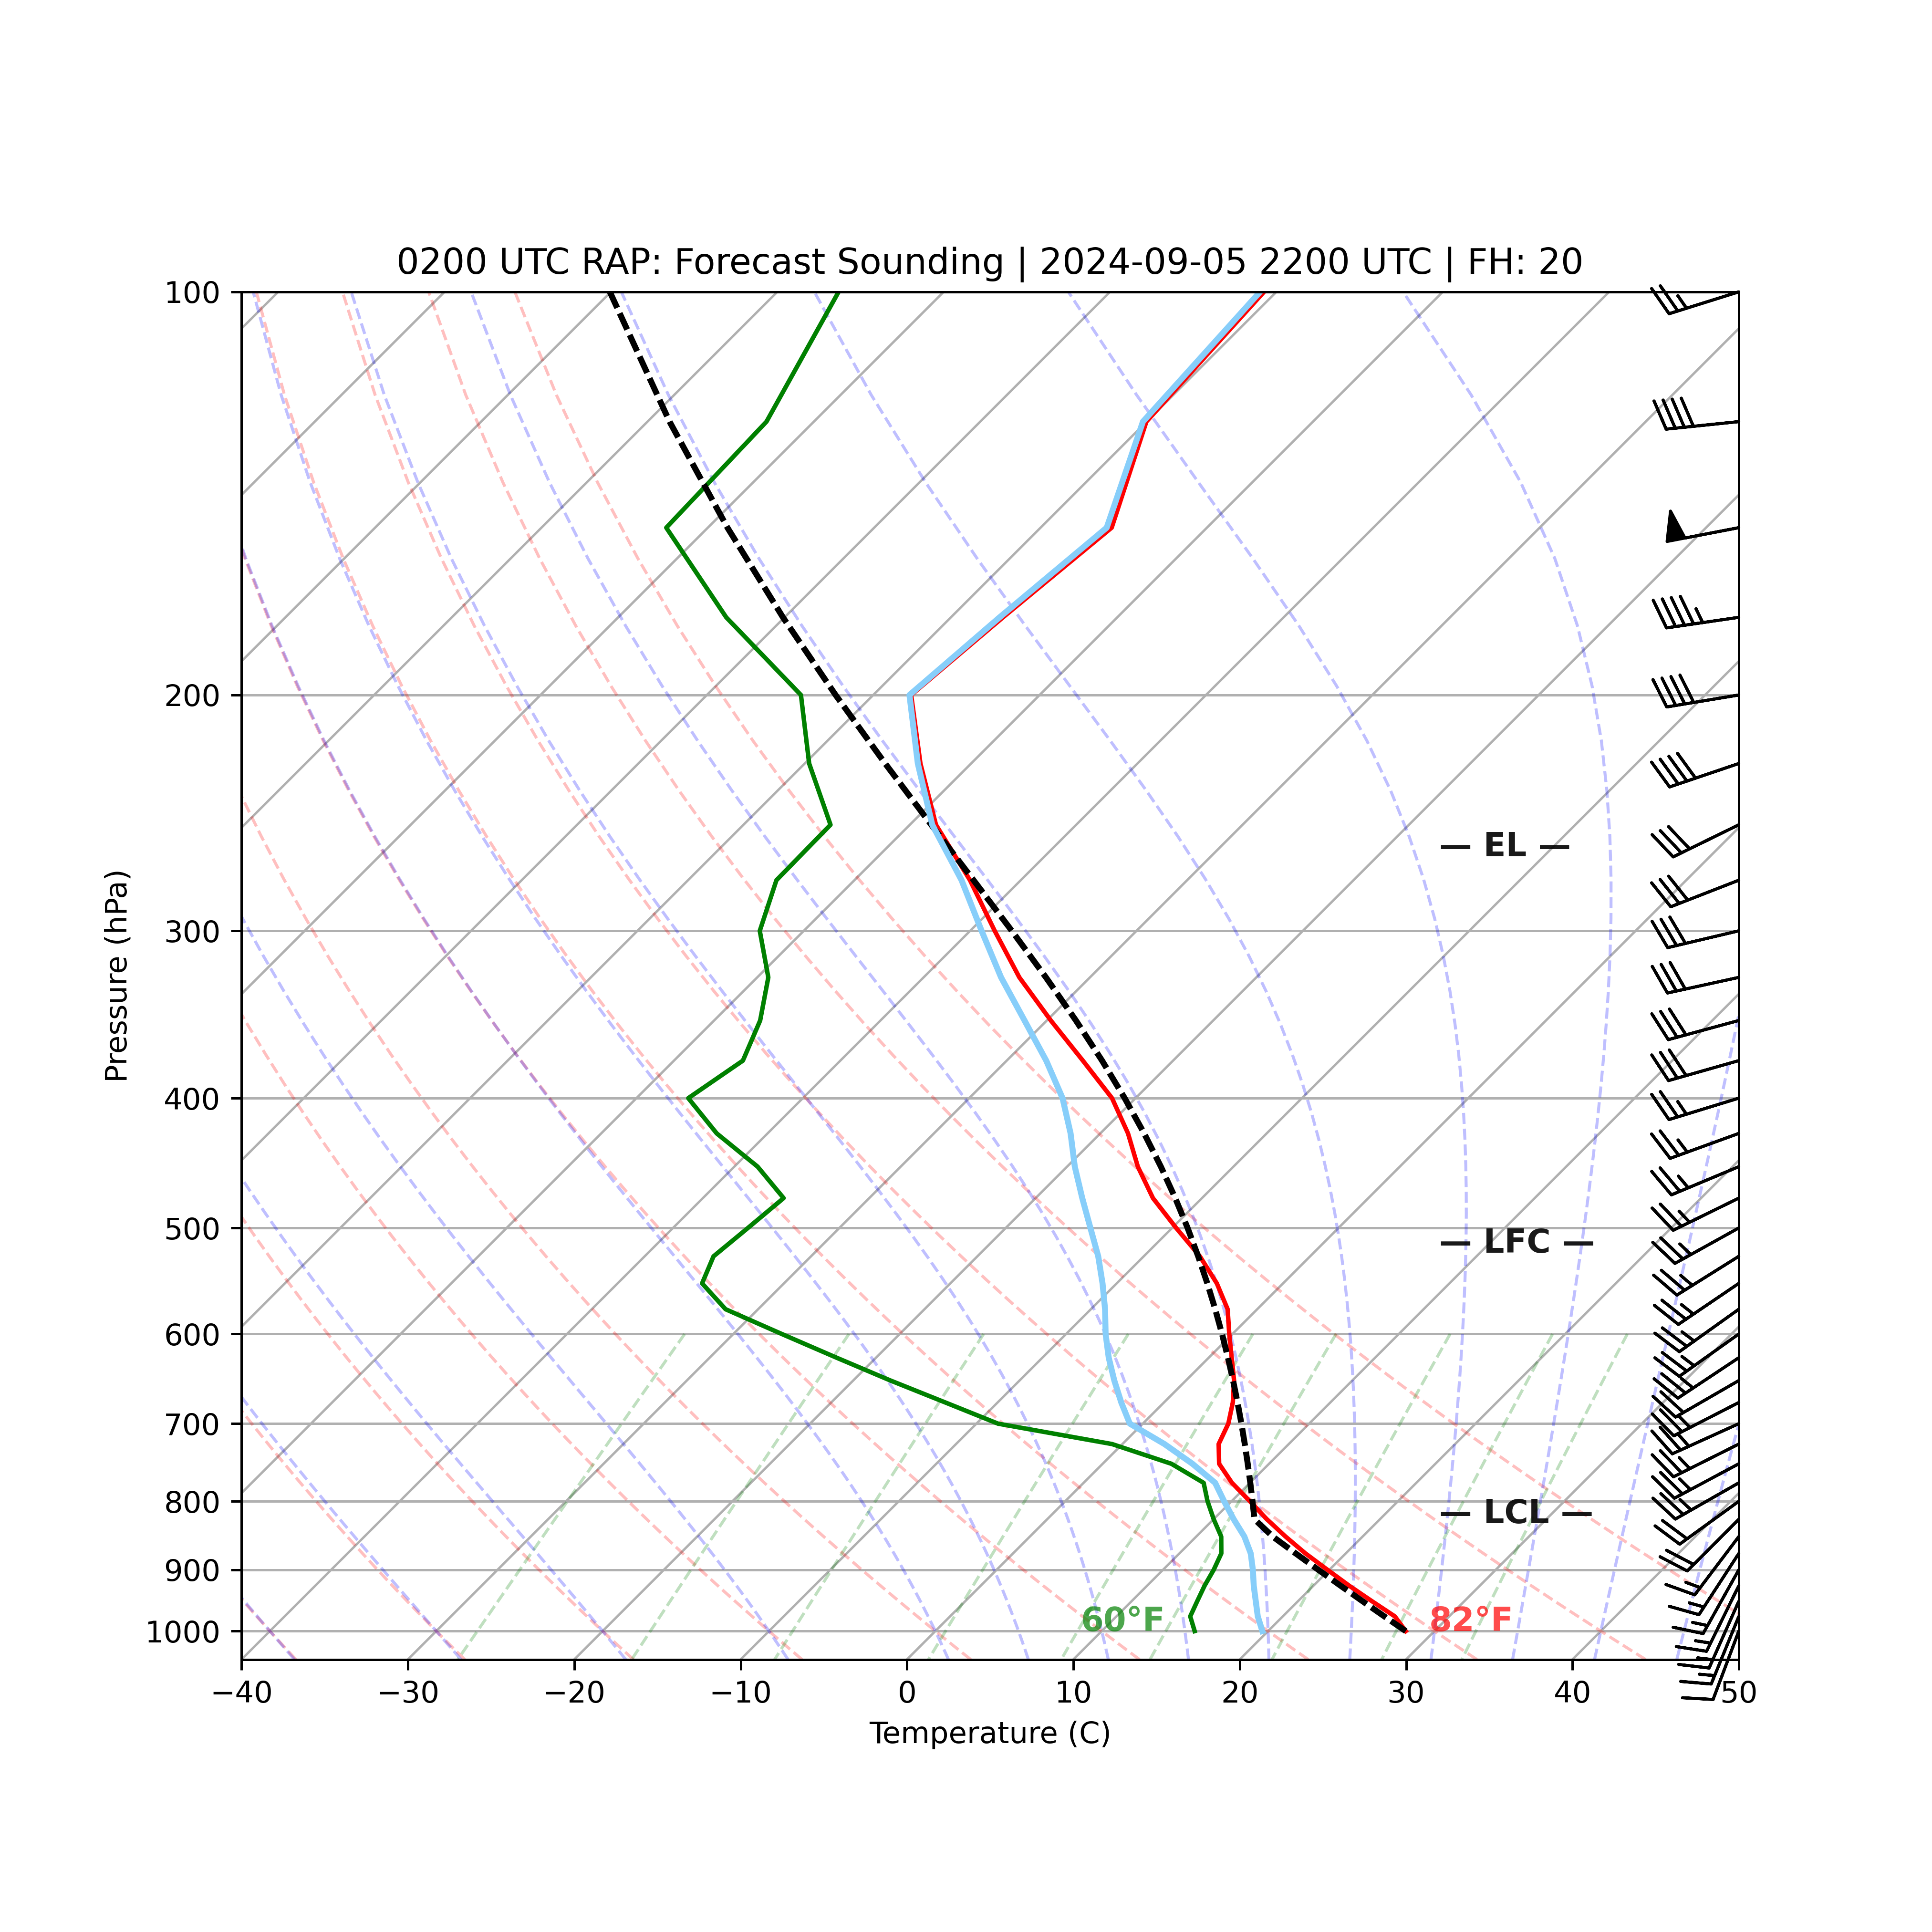 0200 UTC RAP: Forecast Sounding | 2024-09-05 2200 UTC | FH: 20
100
200
300
400
500
600
700
800
900
1000
Pressure (hPa)
— EL —
— LFC —
— LCL —
60°F
82°F
−40 −30 −20 −10 0 10 20 30 40 50
Temperature (C)